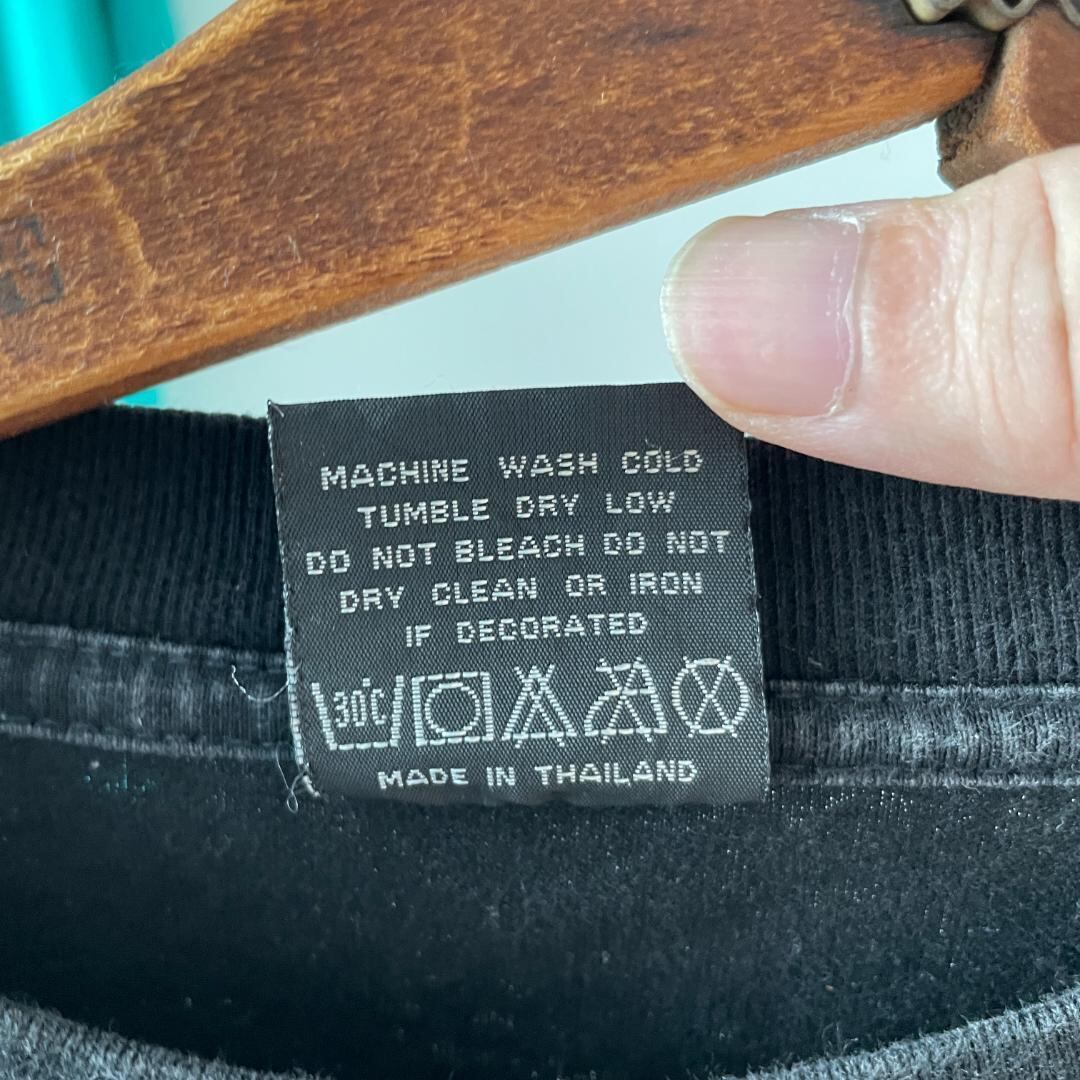 MACHINE WASH COLD
TUMBLE DRY LOW
DO NOT BLEACH DO NOT
DRY CLEAN OR IRON
IF DECORATED
30°C
MADE IN THAILAND